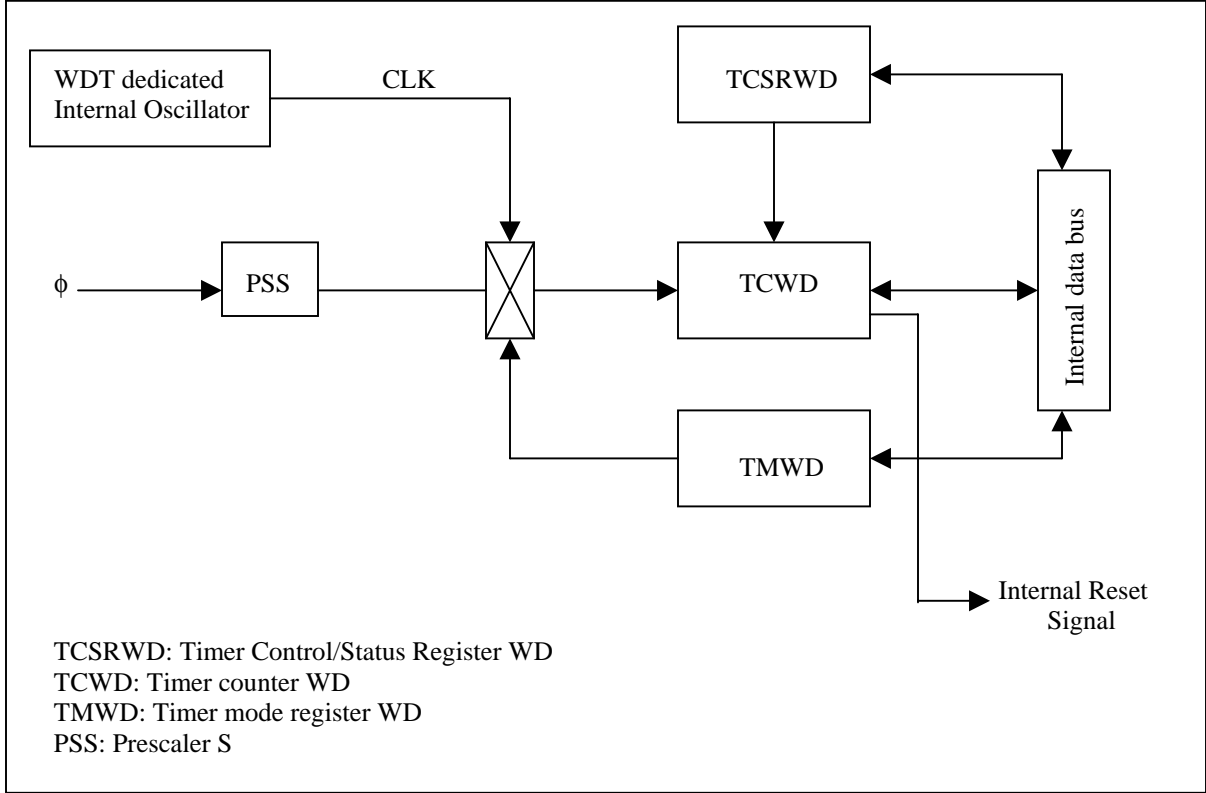 WDT dedicated
Internal Oscillator
CLK
TCSRWD
ϕ
PSS
TCWD
Internal data bus
TMWD
Internal Reset
Signal
TCSRWD: Timer Control/Status Register WD
TCWD: Timer counter WD
TMWD: Timer mode register WD
PSS: Prescaler S